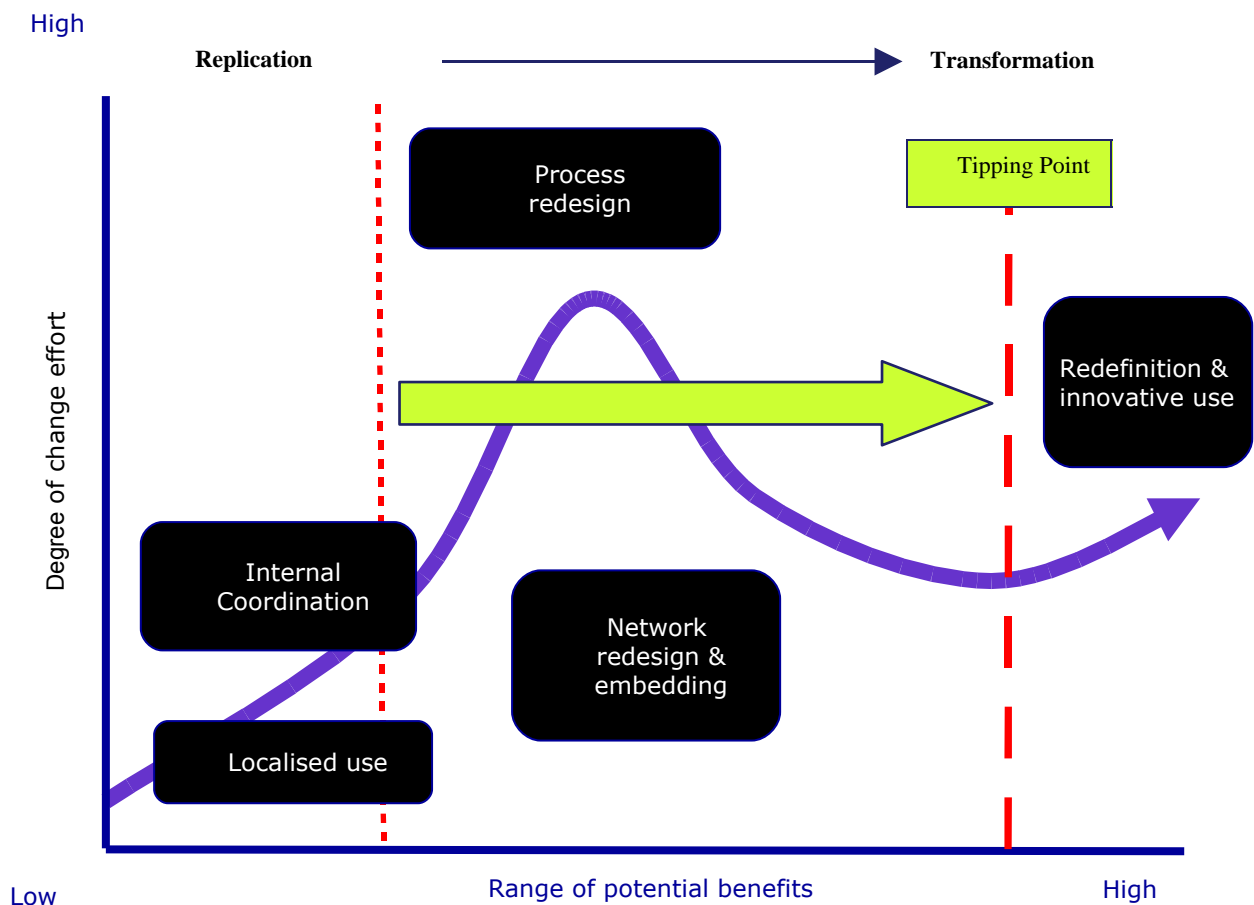 High
Replication
Transformation
Process
redesign
Tipping Point
Redefinition &
innovative use
Degree of change effort
Internal
Coordination
Network
redesign &
embedding
Localised use
Low
Range of potential benefits
High